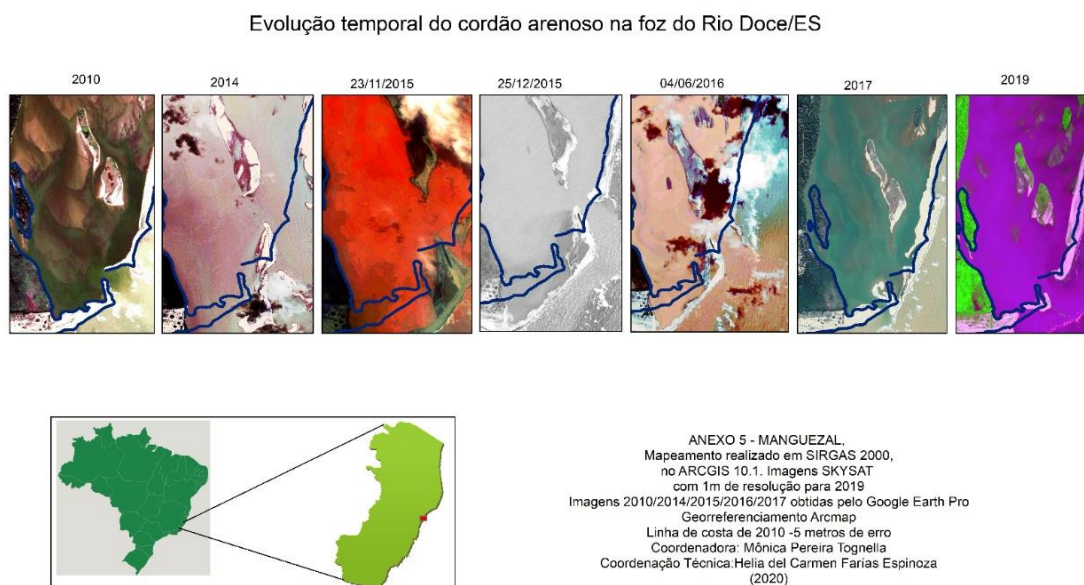 Evolução temporal do cordão arenoso na foz do Rio Doce/ES
2010
2014
23/11/2015
25/12/2015
04/06/2016
2017
2019
ANEXO 5 - MANGUEZAL,
Mapeamento realizado em SIRGAS 2000,
no ARCGIS 10.1. Imagens SKYSAT
com 1m de resolução para 2019
Imagens 2010/2014/2015/2016/2017 obtidas pelo Google Earth Pro
Georreferenciamento Arcmap
Linha de costa de 2010 -5 metros de erro
Coordenadora: Mônica Pereira Tognella
Coordenação Técnica:Helia del Carmen Farías Espinoza
(2020)